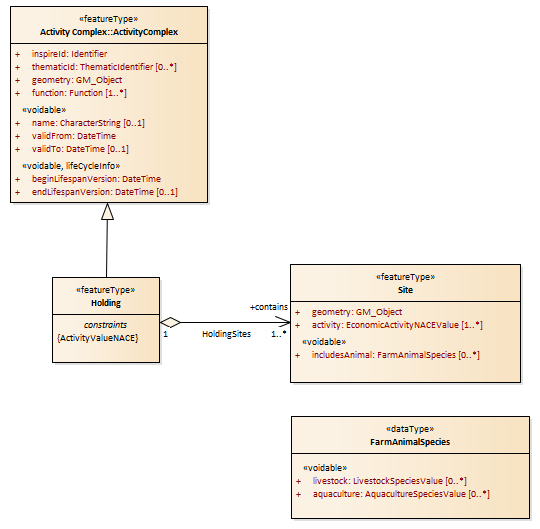 «featureType»
Activity Complex::ActivityComplex
+ inspireId: Identifier
+ thematicId: ThematicIdentifier [0..*]
+ geometry: GM_Object
+ function: Function [1..*]
«voidable»
+ name: CharacterString [0..1]
+ validFrom: DateTime
+ validTo: DateTime [0..1]
«voidable, lifeCycleInfo»
+ beginLifespanVersion: DateTime
+ endLifespanVersion: DateTime [0..1]
«featureType»
Holding
constraints
{ActivityValueNACE}
1
HoldingSites
+contains
1..*
«featureType»
Site
+ geometry: GM_Object
+ activity: EconomicActivityNACEValue [1..*]
«voidable»
+ includesAnimal: FarmAnimalSpecies [0..*]
«dataType»
FarmAnimalSpecies
«voidable»
+ livestock: LivestockSpeciesValue [0..*]
+ aquaculture: AquacultureSpeciesValue [0..*]